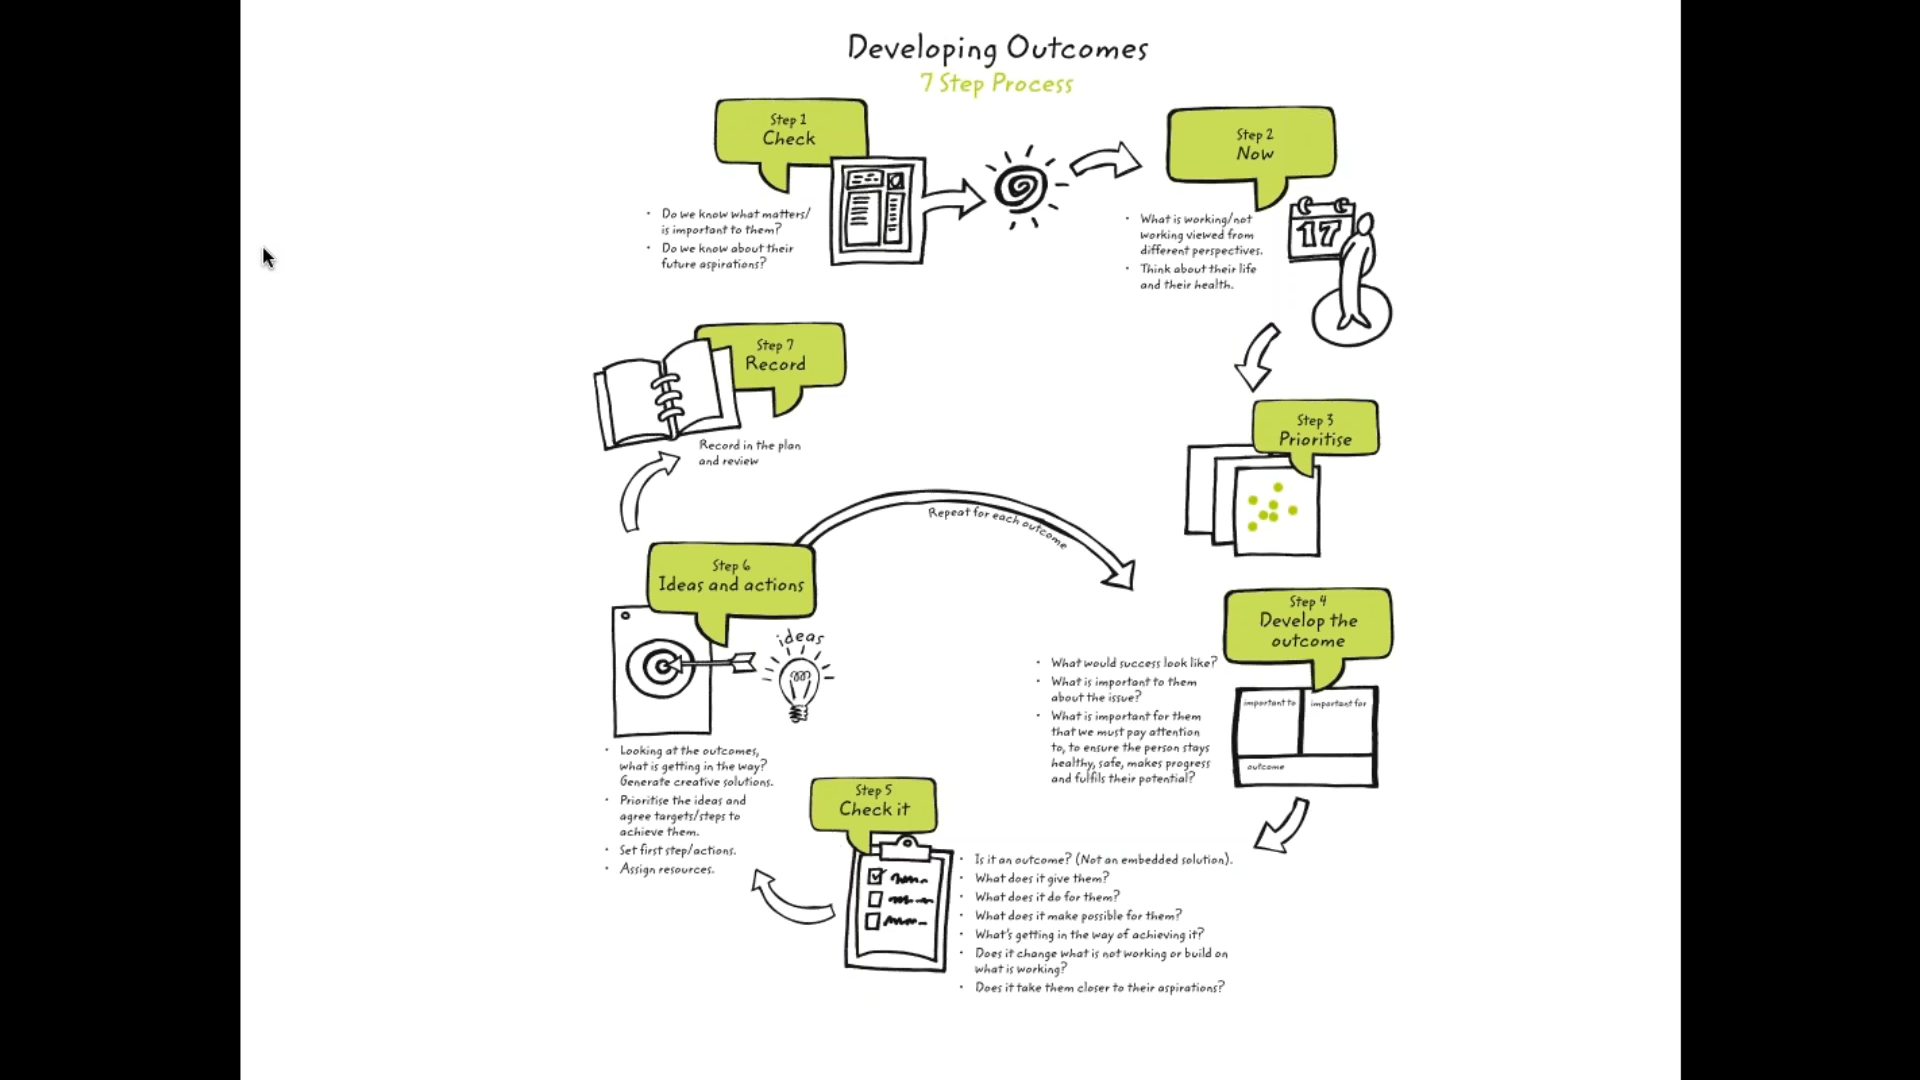 Developing Outcomes
7 Step Process
Step 1
Check
• Do we know what matters/
is important to them?
• Do we know about their
future aspirations?
Step 2
Now
• What is working/not
working viewed from
different perspectives.
• Think about their life
and their health.
17
Step 3
Prioritise
Step 4
Develop the
outcome
• What would success look like?
• What is important to them
about the issue?
• What is important for them
that we must pay attention
to, to ensure the person stays
healthy, safe, makes progress
and fulfils their potential?
important to
important for
outcome
Step 5
Check it
• Is it an outcome? (Not an embedded solution).
• What does it give them?
• What does it do for them?
• What does it make possible for them?
• What's getting in the way of achieving it?
• Does it change what is not working or build on
what is working?
• Does it take them closer to their aspirations?
Step 6
Ideas and actions
ideas
• Looking at the outcomes,
what is getting in the way?
Generate creative solutions.
• Prioritise the ideas and
agree targets/steps to
achieve them.
• Set first step/actions.
• Assign resources.
Repeat for each outcome
Step 7
Record
Record in the plan
and review